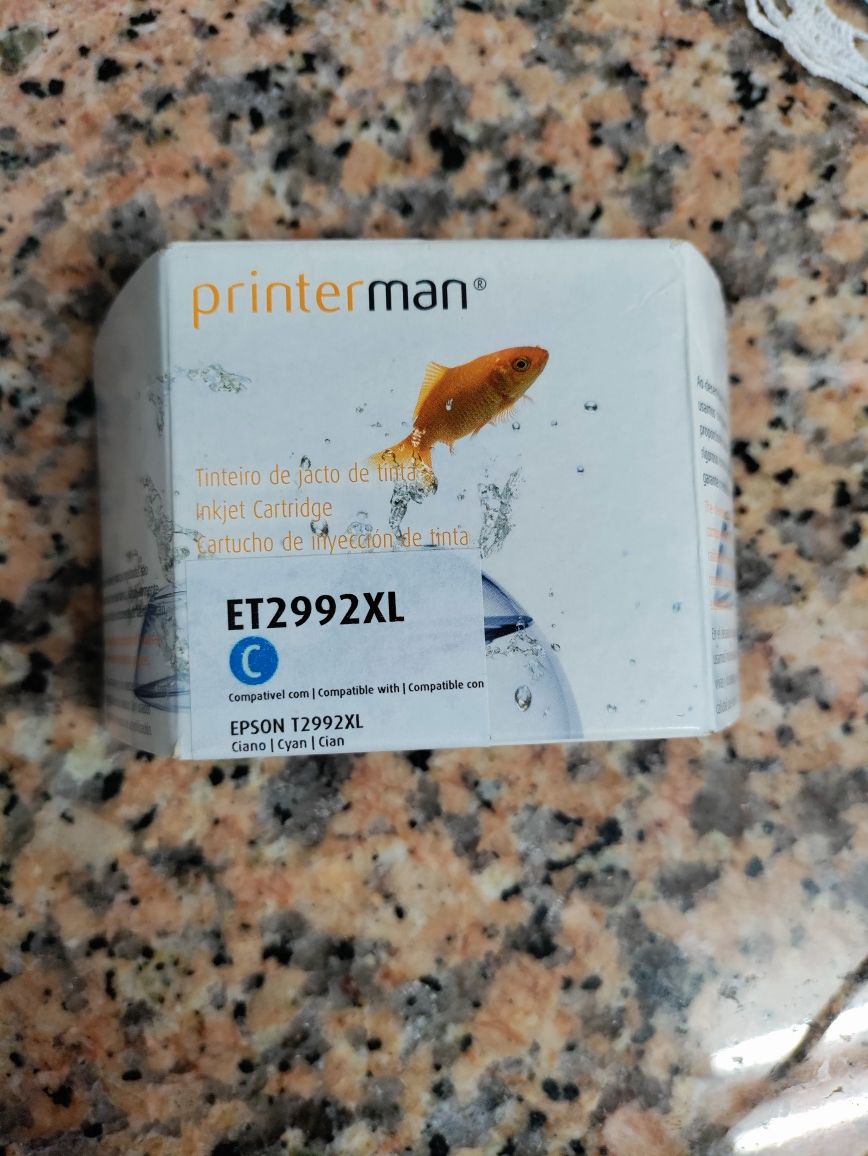 printerman®
Tinteiro de jacto de tinta
Inkjet Cartridge
Cartucho de inyección de tinta
ET2992XL
C
Compativel com | Compatible with | Compatible con
EPSON T2992XL
Ciano | Cyan | Cian